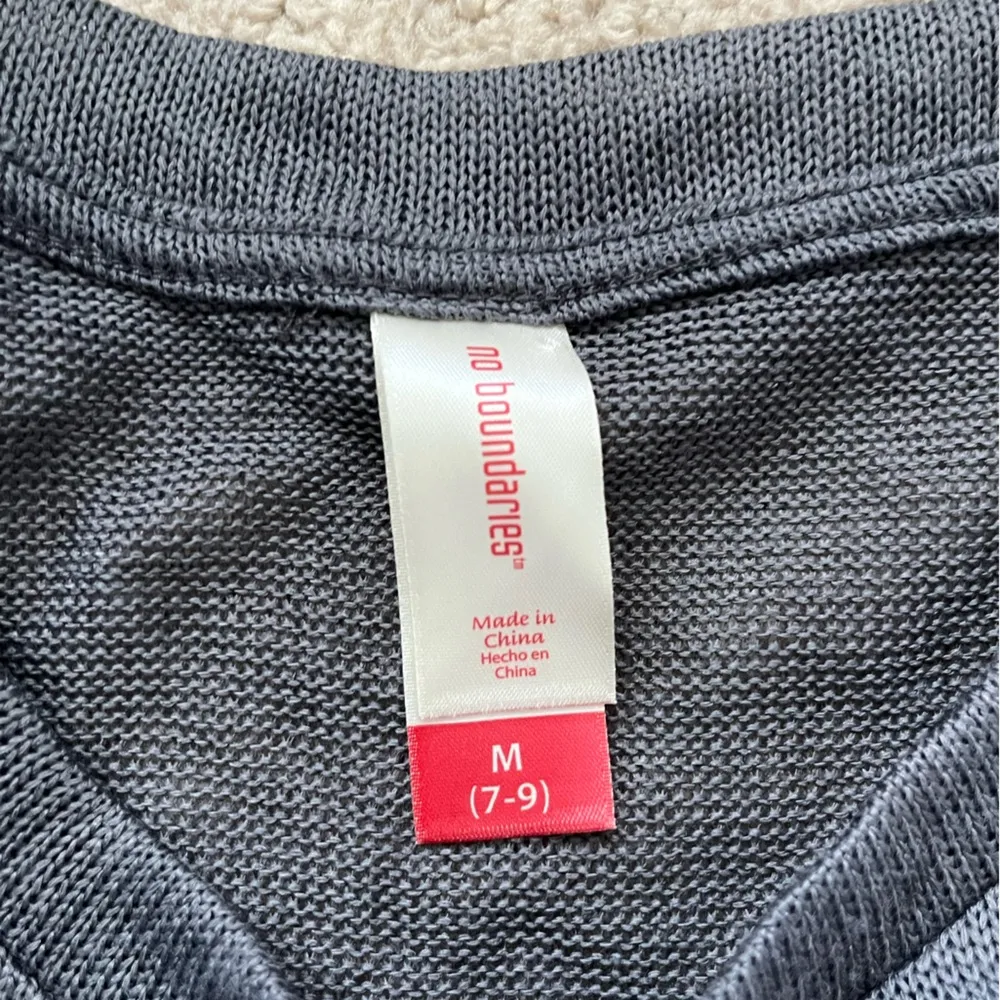 no boundaries™
Made in
China
Hecho en
China
M
(7-9)